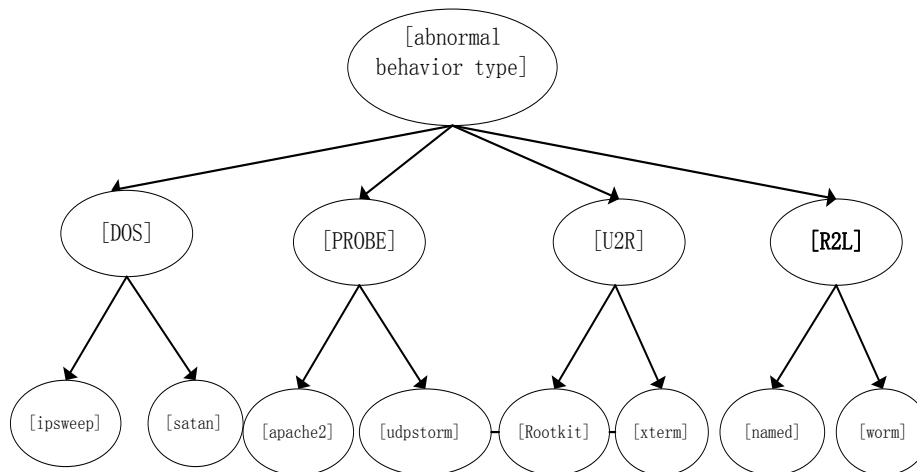 [abnormal
behavior type]
[DOS]
[PROBE]
[U2R]
[R2L]
[ipsweep]
[satan]
[apache2]
[udpstorm]
[Rootkit]
[xterm]
[named]
[worm]